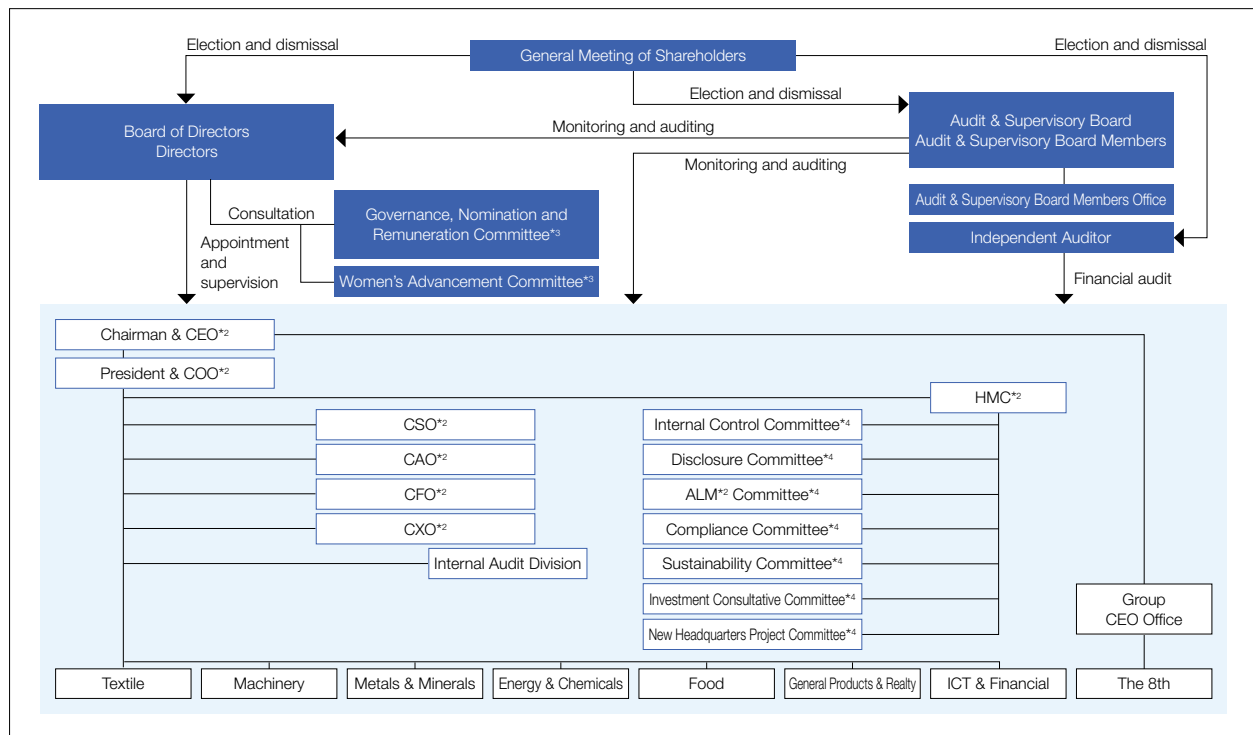 Election and dismissal
General Meeting of Shareholders
Election and dismissal
Election and dismissal
Board of Directors
Directors
Monitoring and auditing
Audit & Supervisory Board
Audit & Supervisory Board Members
Monitoring and auditing
Audit & Supervisory Board Members Office
Consultation
Governance, Nomination and
Remuneration Committee*3
Independent Auditor
Appointment
and
supervision
Women's Advancement Committee*3
Financial audit
Chairman & CEO*2
President & COO*2
HMC*2
CSO*2
Internal Control Committee*4
CAO*2
Disclosure Committee*4
CFO*2
ALM*2 Committee*4
CXO*2
Compliance Committee*4
Internal Audit Division
Sustainability Committee*4
Investment Consultative Committee*4
New Headquarters Project Committee*4
Group
CEO Office
Textile
Machinery
Metals & Minerals
Energy & Chemicals
Food
General Products & Realty
ICT & Financial
The 8th